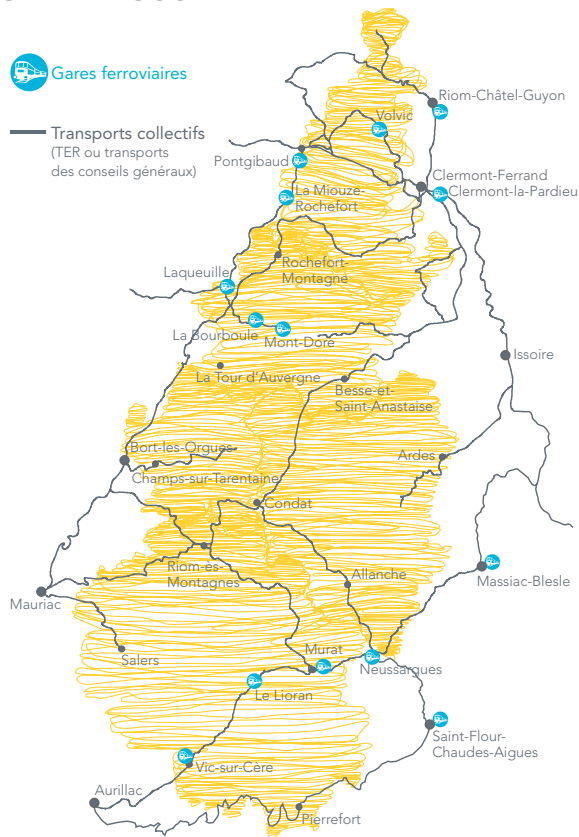 Gares ferroviaires
Transports collectifs
(TER ou transports
des conseils généraux)
Riom-Châtel-Guyon
Volvic
Pontgibaud
Clermont-Ferrand
Clermont-la-Pardieu
La Miouze-
Rochefort
Rochefort-
Montagne
Laqueuille
La Bourboule
Mont-Dore
Issoire
La Tour d'Auvergne
Besse-et-
Saint-Anastaise
Bort-les-Orgues
Ardes
Champs-sur-Tarentaine
Condat
Riom-ès-
Montagnes
Allanche
Massiac-Blesle
Mauriac
Salers
Murat
Neussargues
Le Lioran
Saint-Flour-
Chaudes-Aigues
Vic-sur-Cère
Aurillac
Pierrefort